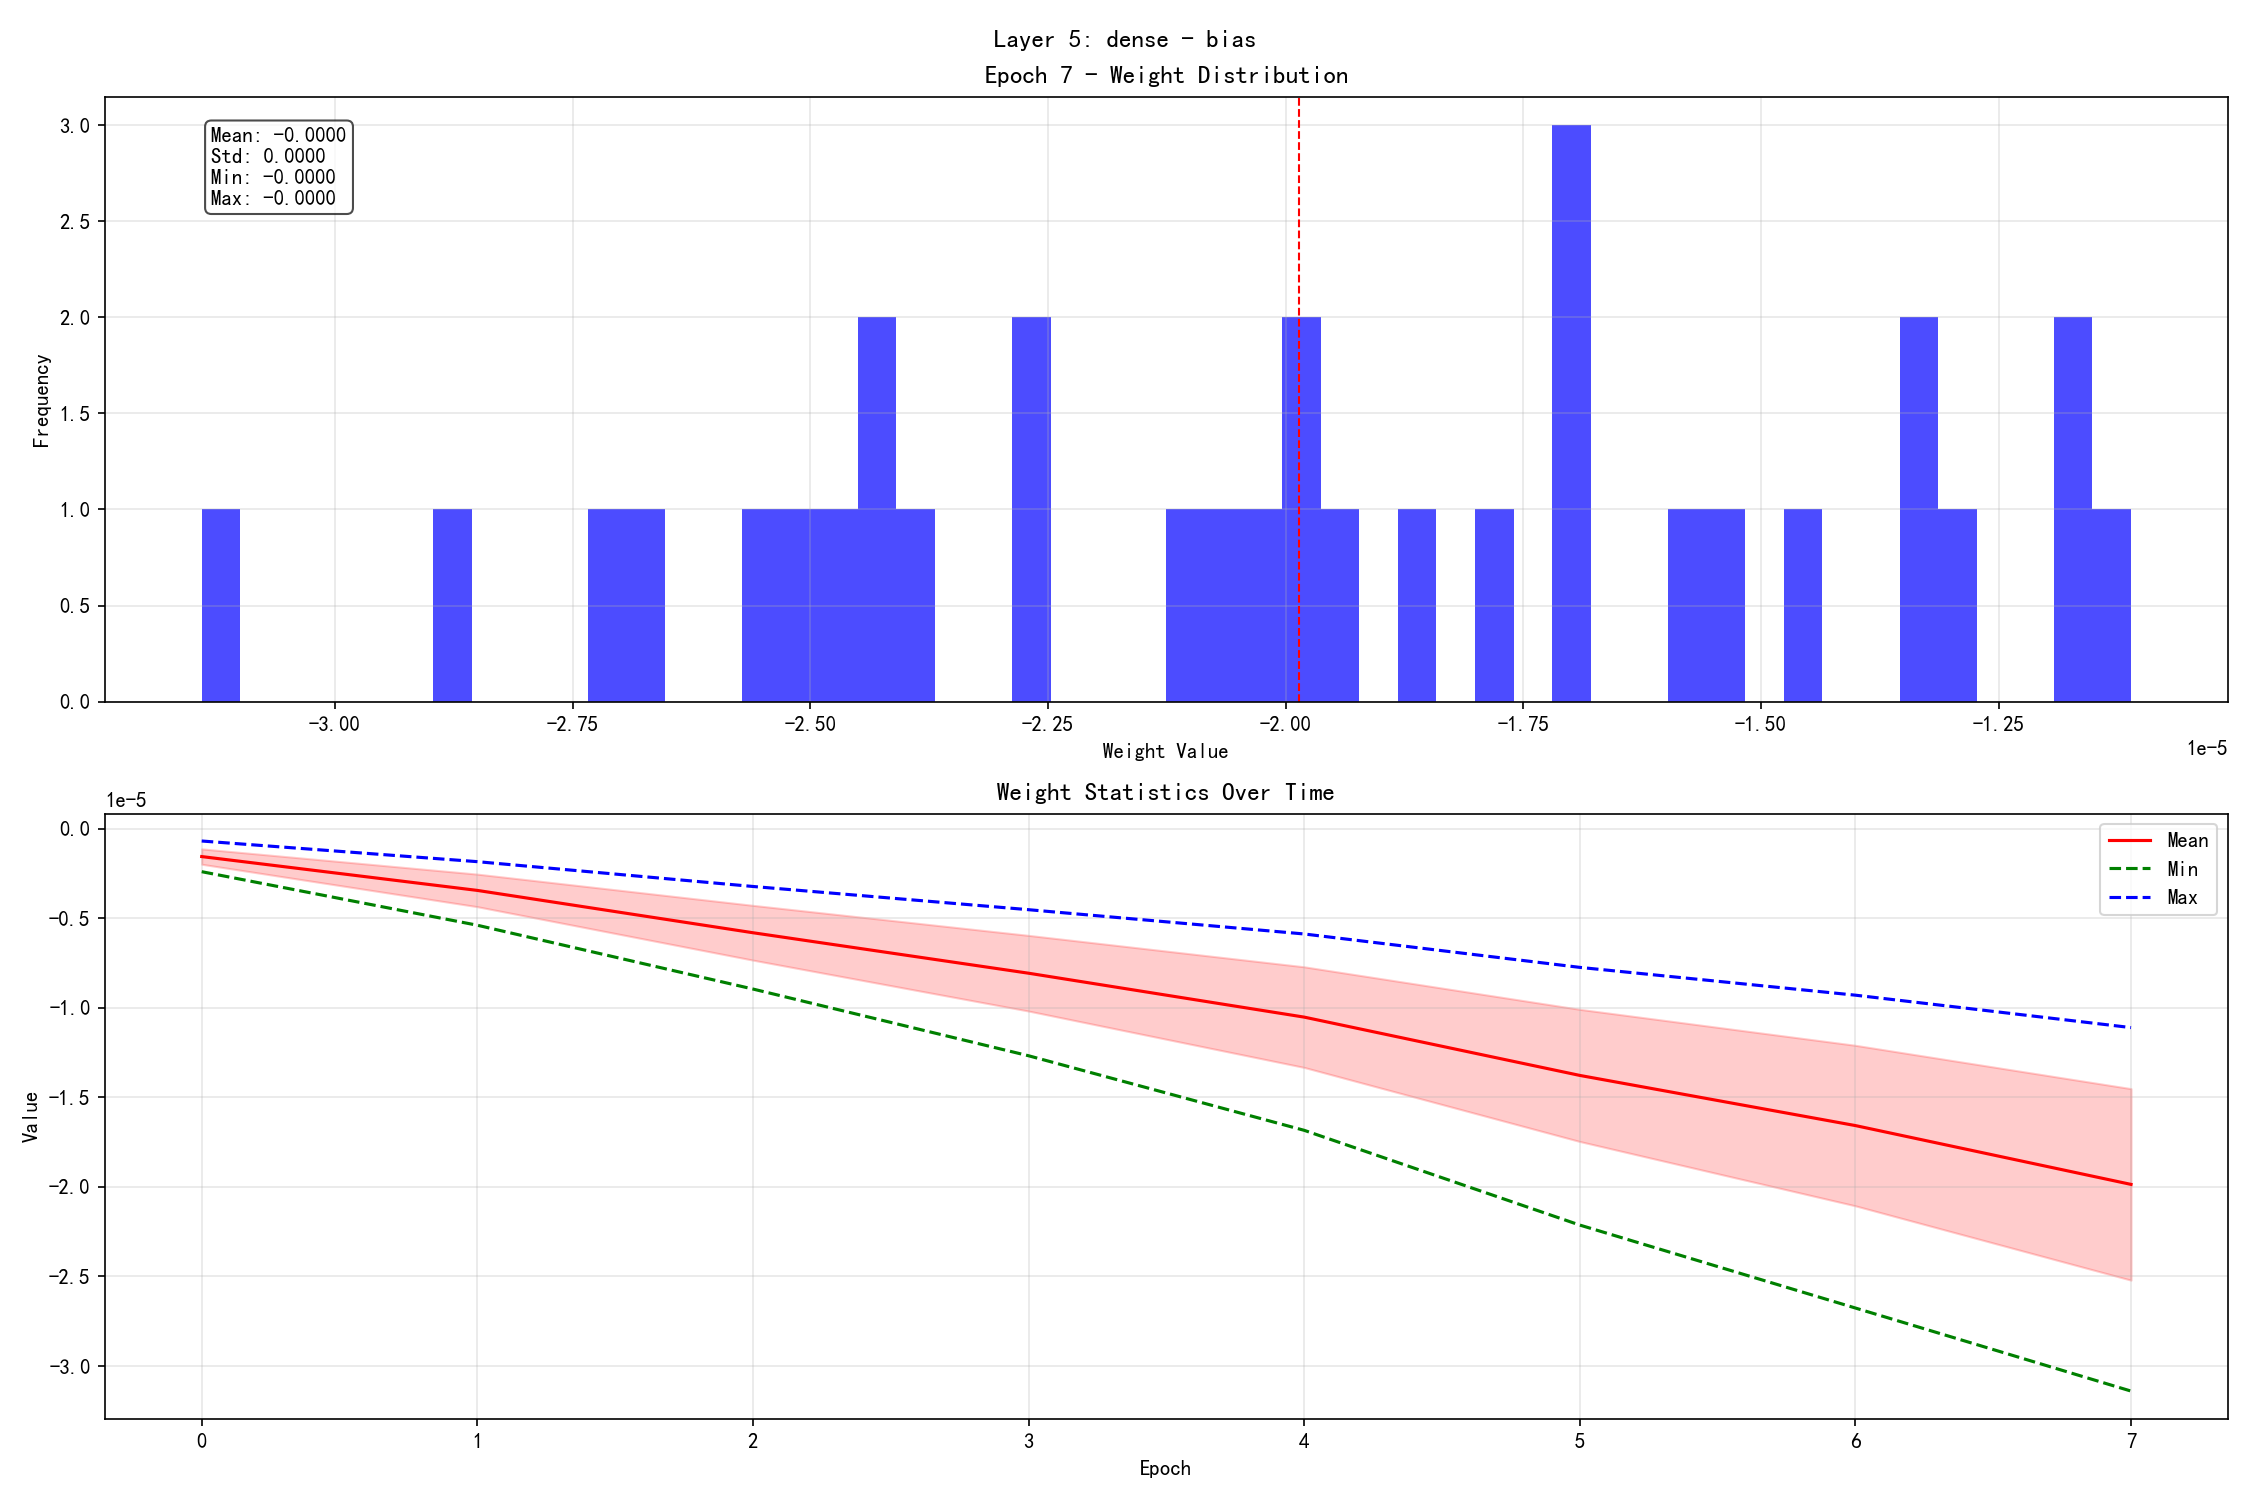 Layer 5: dense - bias
Epoch 7 - Weight Distribution
3.0
2.5
2.0
1.5
1.0
0.5
0.0
Frequency
Mean: -0.0000
Std: 0.0000
Min: -0.0000
Max: -0.0000
-3.00 -2.75 -2.50 -2.25 -2.00 -1.75 -1.50 -1.25
1e-5
Weight Value
Weight Statistics Over Time
1e-5
0.0
-0.5
-1.0
-1.5
-2.0
-2.5
-3.0
Value
Mean
Min
Max
0 1 2 3 4 5 6 7
Epoch